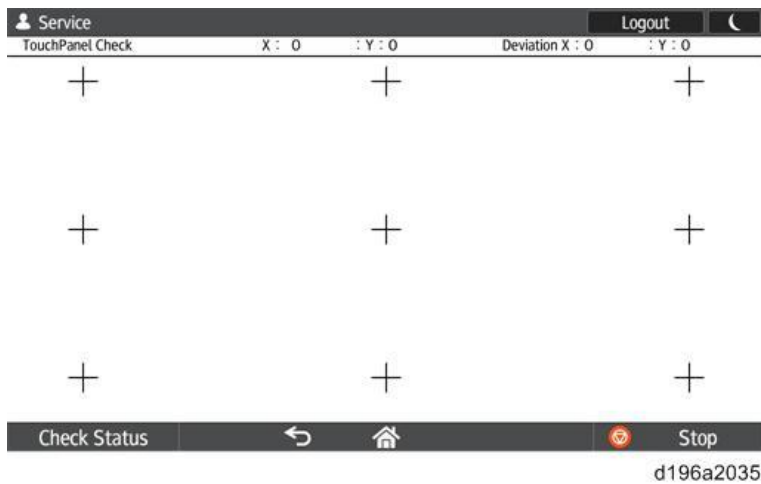 Service Logout
TouchPanel Check X : 0 : Y : 0 Deviation X : 0 : Y : 0
Check Status Stop
d196a2035